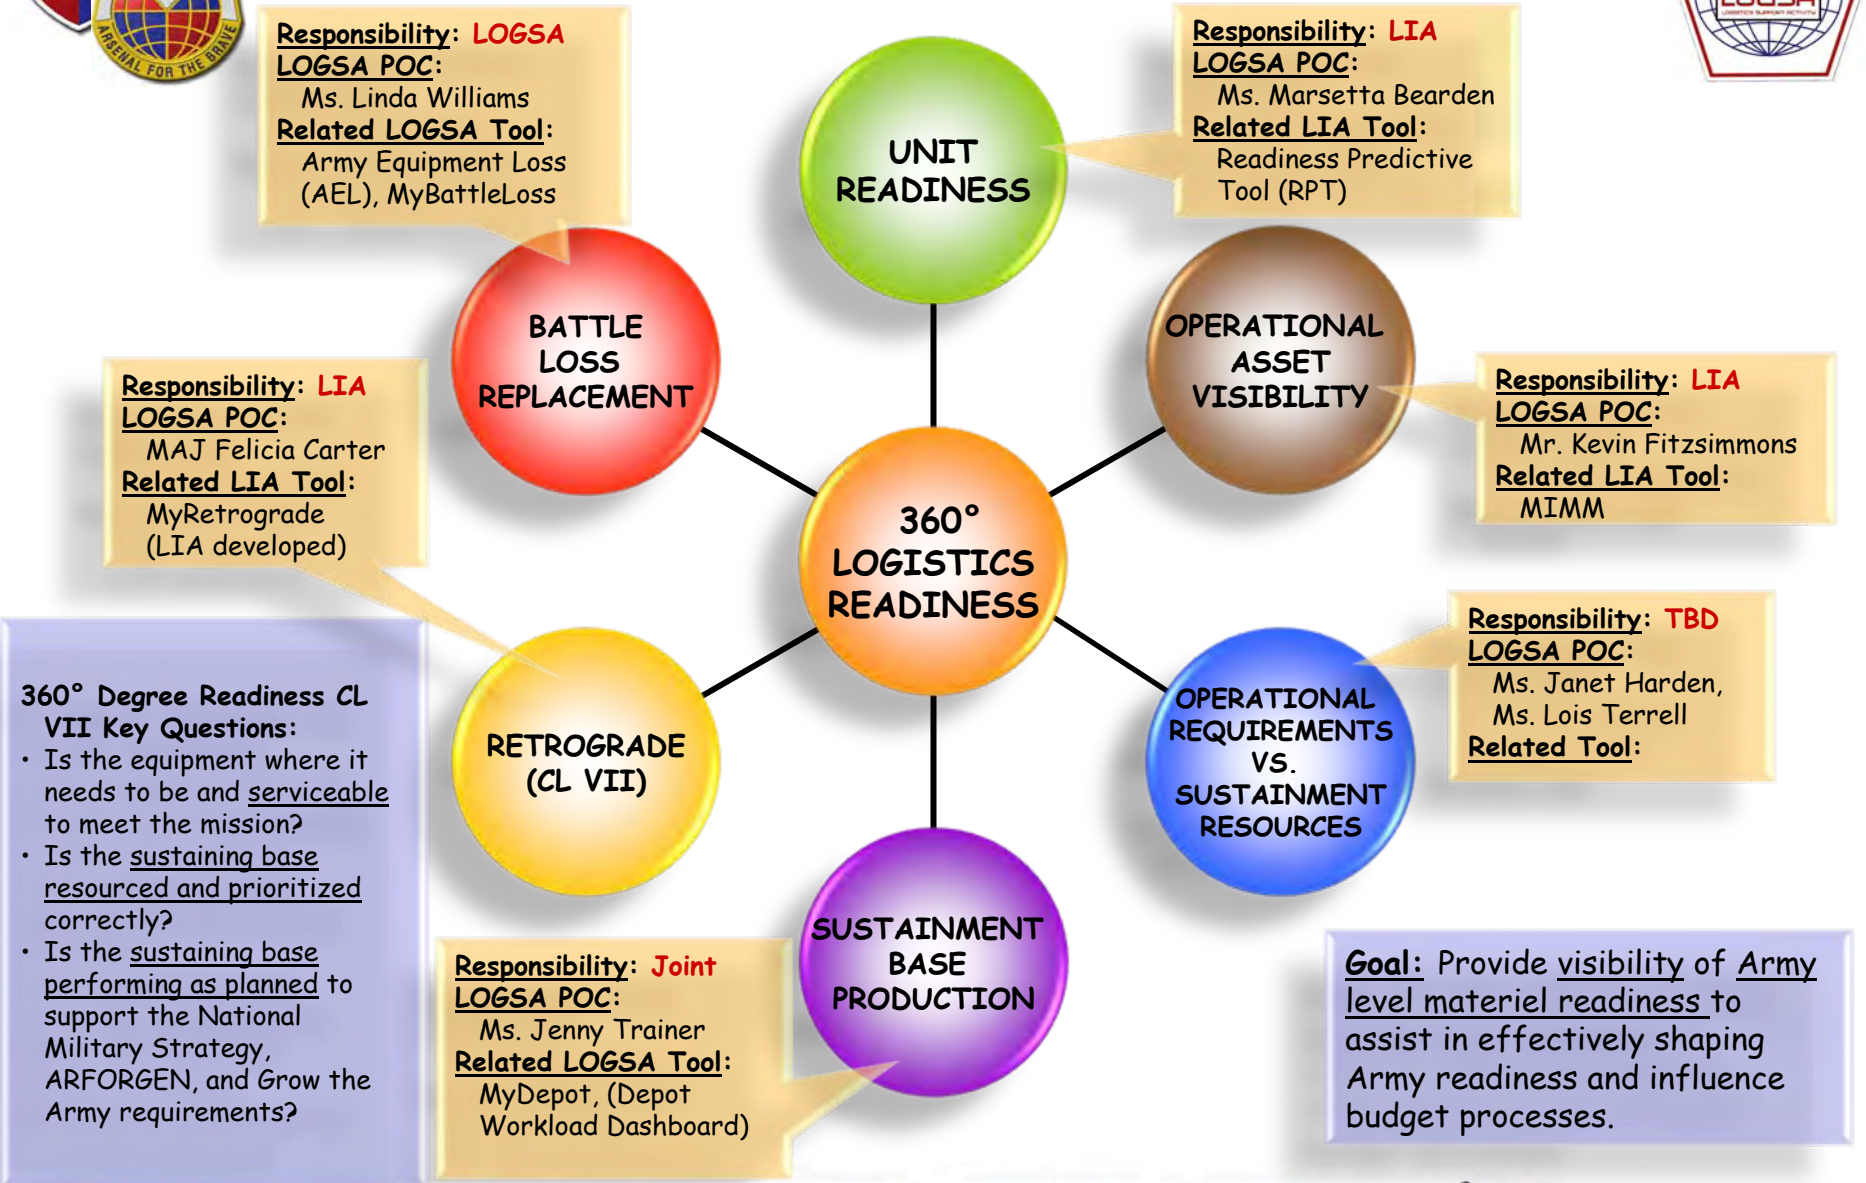 ARSENAL FOR THE BRAVE
LOGSA
LOGISTICS SUPPORT ACTIVITY
Responsibility: LOGSA
LOGSA POC:
Ms. Linda Williams
Related LOGSA Tool:
Army Equipment Loss
(AEL), MyBattleLoss
UNIT
READINESS
Responsibility: LIA
LOGSA POC:
Ms. Marsetta Bearden
Related LIA Tool:
Readiness Predictive
Tool (RPT)
BATTLE
LOSS
REPLACEMENT
OPERATIONAL
ASSET
VISIBILITY
Responsibility: LIA
LOGSA POC:
MAJ Felicia Carter
Related LIA Tool:
MyRetrograde
(LIA developed)
Responsibility: LIA
LOGSA POC:
Mr. Kevin Fitzsimmons
Related LIA Tool:
MIMM
360°
LOGISTICS
READINESS
Responsibility: TBD
LOGSA POC:
Ms. Janet Harden,
Ms. Lois Terrell
Related Tool:
RETROGRADE
(CL VII)
OPERATIONAL
REQUIREMENTS
VS.
SUSTAINMENT
RESOURCES
360° Degree Readiness CL
VII Key Questions:
• Is the equipment where it
needs to be and serviceable
to meet the mission?
• Is the sustaining base
resourced and prioritized
correctly?
• Is the sustaining base
performing as planned to
support the National
Military Strategy,
ARFORGEN, and Grow the
Army requirements?
Responsibility: Joint
LOGSA POC:
Ms. Jenny Trainer
Related LOGSA Tool:
MyDepot, (Depot
Workload Dashboard)
SUSTAINMENT
BASE
PRODUCTION
Goal: Provide visibility of Army
level materiel readiness to
assist in effectively shaping
Army readiness and influence
budget processes.